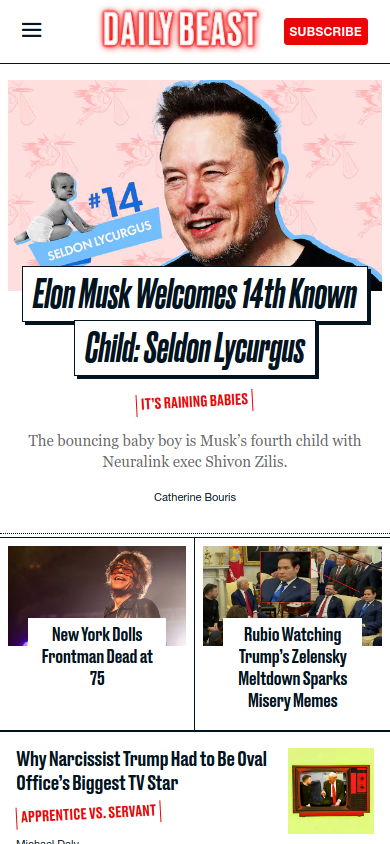 DAILY BEAST
SUBSCRIBE
#14
SELDON LYCURGUS
Elon Musk Welcomes 14th Known
Child: Seldon Lycurgus
IT'S RAINING BABIES
The bouncing baby boy is Musk's fourth child with
Neuralink exec Shivon Zilis.
Catherine Bouris
New York Dolls
Frontman Dead at
75
Rubio Watching
Trump's Zelensky
Meltdown Sparks
Misery Memes
Why Narcissist Trump Had to Be Oval
Office's Biggest TV Star
APPRENTICE VS. SERVANT
Michael Daly